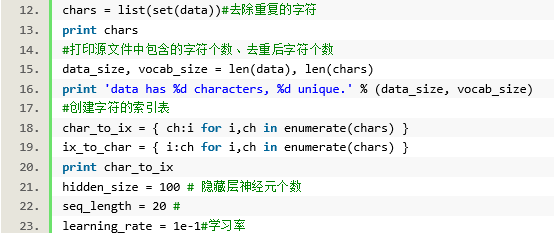 12. chars = list(set(data))#去除重复的字符
13. print chars
14. #打印源文件中包含的字符个数、去重后字符个数
15. data_size, vocab_size = len(data), len(chars)
16. print 'data has %d characters, %d unique.' % (data_size, vocab_size)
17. #创建字符的索引表
18. char_to_ix = { ch:i for i,ch in enumerate(chars) }
19. ix_to_char = { i:ch for i,ch in enumerate(chars) }
20. print char_to_ix
21. hidden_size = 100 # 隐藏层神经元个数
22. seq_length = 20 #
23. learning_rate = 1e-1#学习率